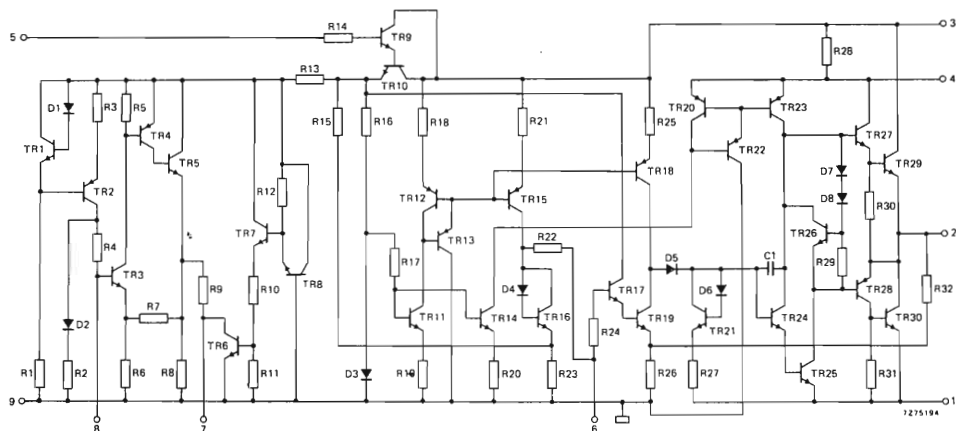 5
R14
TR9
3
R28
R13
TR10
4
D1
R3
R5
TR4
R15
R16
R18
R21
R25
TR20
TR23
TR1
TR5
TR22
TR27
TR2
R12
TR12
TR15
TR18
D7
TR29
D8
R30
R4
TR7
TR13
R22
TR26
2
TR3
R17
D5
C1
R29
R9
R10
TR8
D4
TR17
D6
TR28
R32
R7
TR11
TR14
TR16
R24
TR19
TR21
TR24
TR30
D2
TR6
R1
R2
R6
R8
R11
D3
R19
R20
R23
R26
R27
TR25
R31
9
1
8
7
6
7Z75194